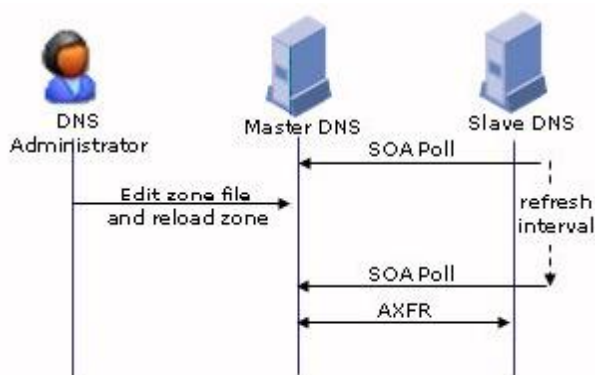 DNS
Administrator
Master DNS
Slave DNS
SOA Poll
Edit zone file
and reload zone
refresh
interval
SOA Poll
AXFR